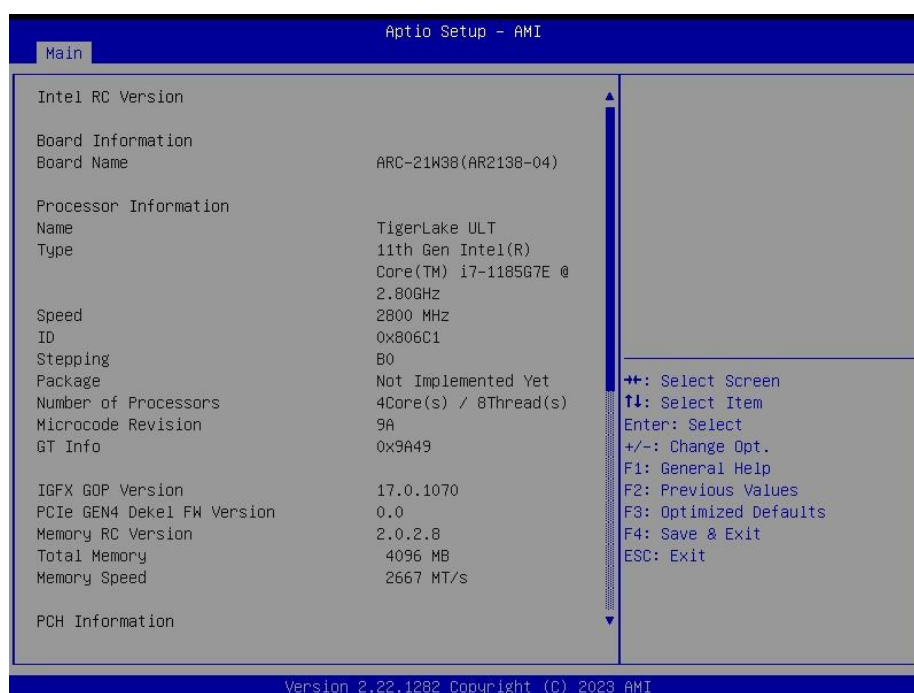 Aptio Setup – AMI
Main
Intel RC Version
Board Information
Board Name ARC-21W38(AR2138-04)
Processor Information
Name TigerLake ULT
Type 11th Gen Intel(R)
Core(TM) i7-1185G7E @
2.80GHz
Speed 2800 MHz
ID 0x806C1
Stepping B0
Package Not Implemented Yet
Number of Processors 4Core(s) / 8Thread(s)
Microcode Revision 9A
GT Info 0x9A49
IGFX GOP Version 17.0.1070
PCIe GEN4 Dekel FW Version 0.0
Memory RC Version 2.0.2.8
Total Memory 4096 MB
Memory Speed 2667 MT/s
PCH Information
→←: Select Screen
↑↓: Select Item
Enter: Select
+/-: Change Opt.
F1: General Help
F2: Previous Values
F3: Optimized Defaults
F4: Save & Exit
ESC: Exit
Version 2.22.1282 Copyright (C) 2023 AMI